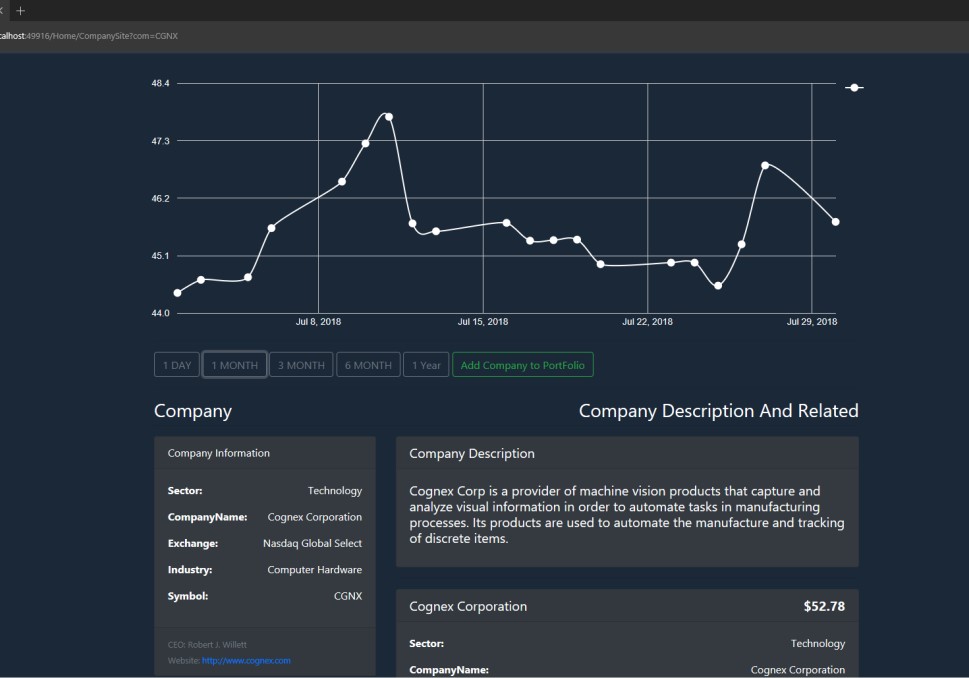 calhost:49916/Home/CompanySite?com=CGNX
48.4
47.3
46.2
45.1
44.0
Jul 8, 2018 Jul 15, 2018 Jul 22, 2018 Jul 29, 2018
1 DAY 1 MONTH 3 MONTH 6 MONTH 1 Year Add Company to PortFolio
Company Company Description And Related
Company Information
Sector: Technology
CompanyName: Cognex Corporation
Exchange: Nasdaq Global Select
Industry: Computer Hardware
Symbol: CGNX
CEO: Robert J. Willett
Website: http://www.cognex.com
Company Description
Cognex Corp is a provider of machine vision products that capture and
analyze visual information in order to automate tasks in manufacturing
processes. Its products are used to automate the manufacture and tracking
of discrete items.
Cognex Corporation $52.78
Sector: Technology
CompanyName: Cognex Corporation